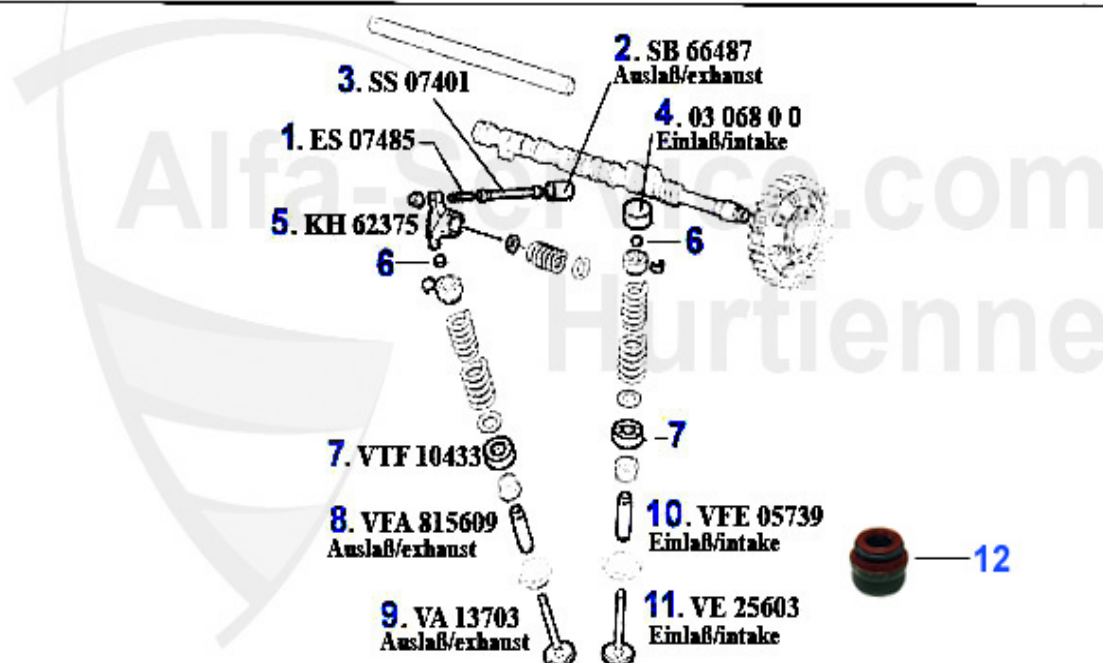 2. SB 66487
Auslaß/exhaust
3. SS 07401
4. 03 068 0 0
Einlaß/intake
1. ES 07485
Alfa-Service.com
5. KH 62375
6
6
Hurtienne
7. VTF 10433
7
8. VFA 815609
Auslaß/exhaust
10. VFE 05739
Einlaß/intake
12
9. VA 13703
Auslaß/exhaust
11. VE 25603
Einlaß/intake